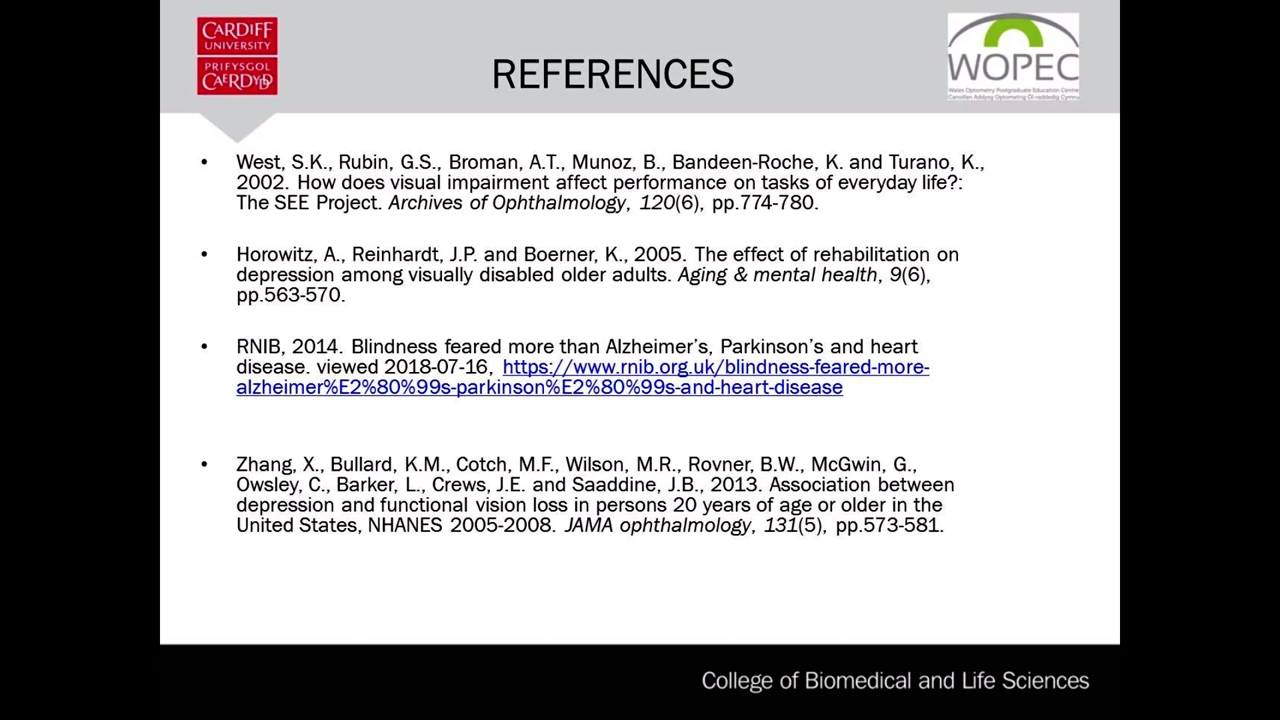 CARDIFF
UNIVERSITY
PRIFYSGOL
CAERDYDD
REFERENCES
WOPEC
Wales Optometry Postgraduate Education Centre
• West, S.K., Rubin, G.S., Broman, A.T., Munoz, B., Bandeen-Roche, K. and Turano, K.,
2002. How does visual impairment affect performance on tasks of everyday life?:
The SEE Project. Archives of Ophthalmology, 120(6), pp.774-780.
• Horowitz, A., Reinhardt, J.P. and Boerner, K., 2005. The effect of rehabilitation on
depression among visually disabled older adults. Aging & mental health, 9(6),
pp.563-570.
• RNIB, 2014. Blindness feared more than Alzheimer’s, Parkinson’s and heart
disease. viewed 2018-07-16, https://www.rnib.org.uk/blindness-feared-more-
alzheimer%E2%80%99s-parkinson%E2%80%99s-and-heart-disease
• Zhang, X., Bullard, K.M., Cotch, M.F., Wilson, M.R., Rovner, B.W., McGwin, G.,
Owsley, C., Barker, L., Crews, J.E. and Saaddine, J.B., 2013. Association between
depression and functional vision loss in persons 20 years of age or older in the
United States, NHANES 2005-2008. JAMA ophthalmology, 131(5), pp.573-581.
College of Biomedical and Life Sciences